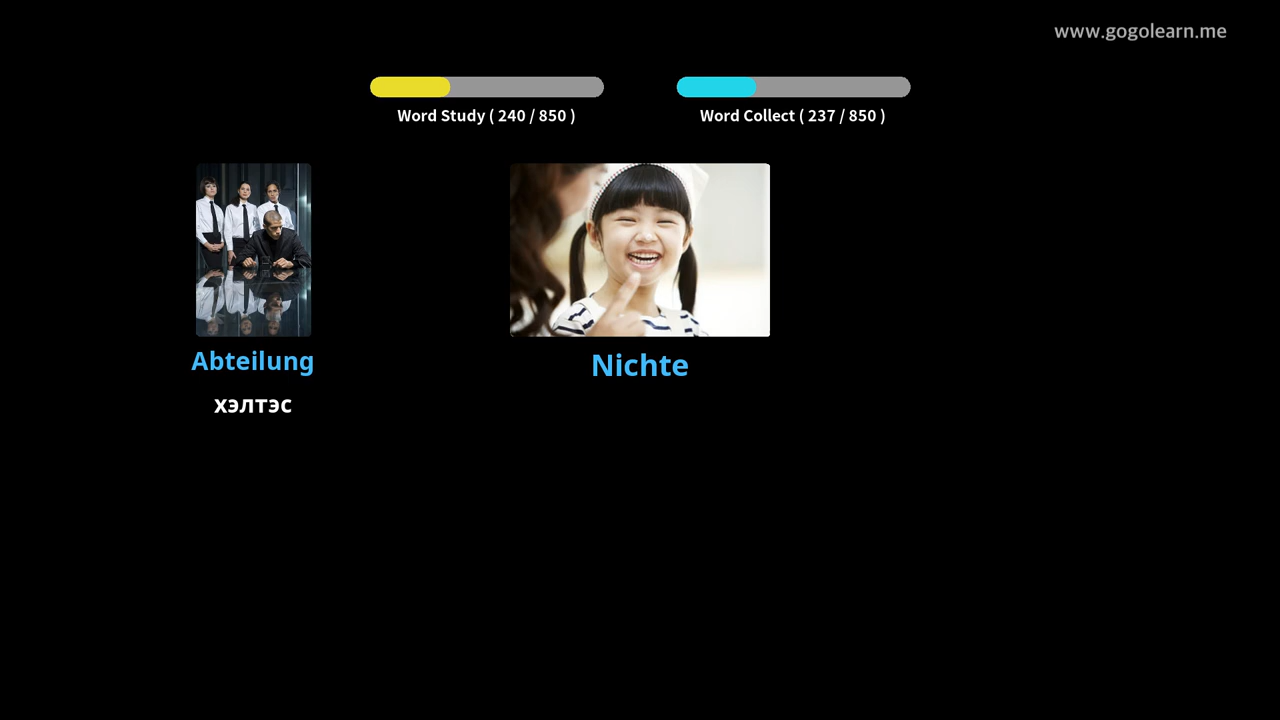 www.gogolearn.me
Word Study ( 240 / 850 )
Word Collect ( 237 / 850 )
Abteilung
хэлтэс
Nichte